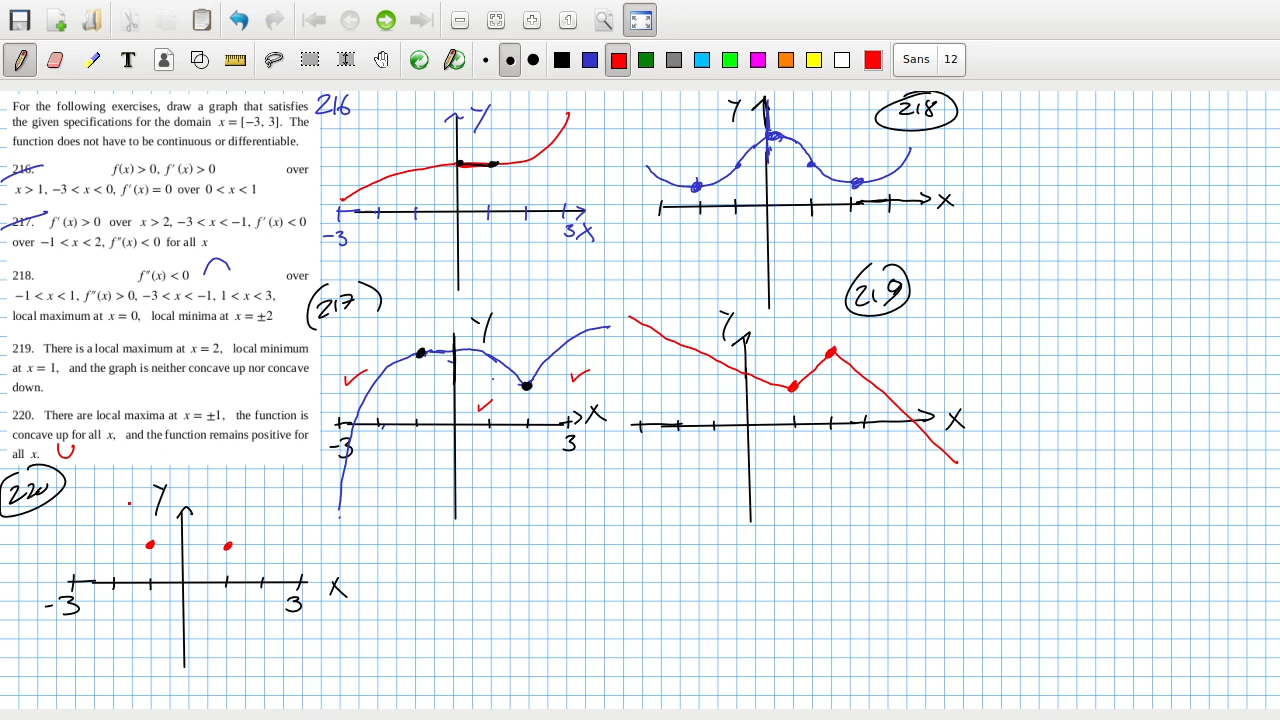 T
Sans 12
For the following exercises, draw a graph that satisfies
the given specifications for the domain x = [−3, 3]. The
function does not have to be continuous or differentiable.
216. f(x) > 0, f′(x) > 0 over
x > 1, −3 < x < 0, f′(x) = 0 over 0 < x < 1
217. f′(x) > 0 over x > 2, −3 < x < −1, f′(x) < 0
over −1 < x < 2, f″(x) < 0 for all x
218. f″(x) < 0 over
−1 < x < 1, f″(x) > 0, −3 < x < −1, 1 < x < 3,
local maximum at x = 0, local minima at x = ±2
219. There is a local maximum at x = 2, local minimum
at x = 1, and the graph is neither concave up nor concave
down.
220. There are local maxima at x = ±1, the function is
concave up for all x, and the function remains positive for
all x.
216
Y
-3
3 X
Y
218
X
217
Y
X
-3
3
219
Y
X
220
Y
X
-3
3